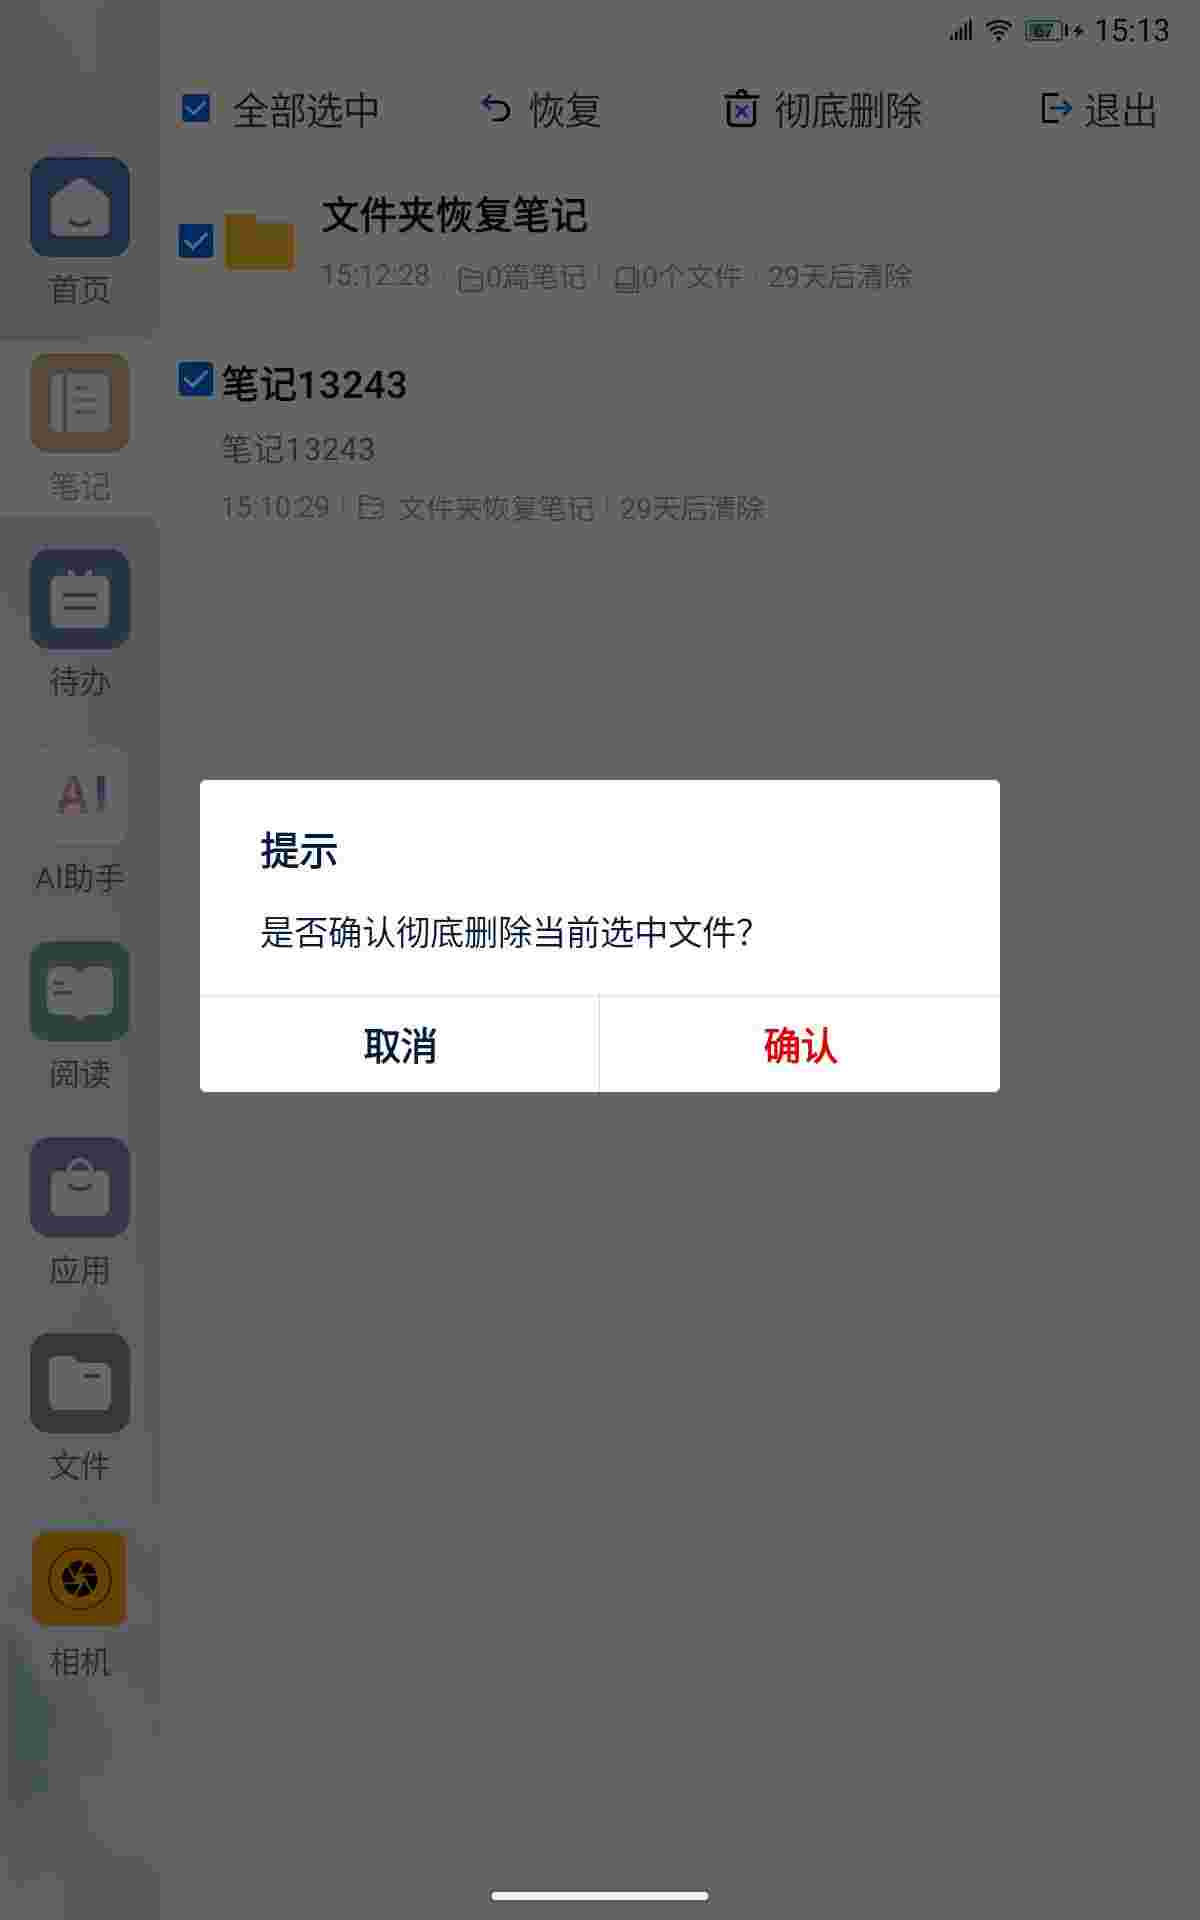 67 15:13
全部选中 恢复 彻底删除 退出
文件夹恢复笔记
15:12:28 0篇笔记 0个文件 29天后清除
笔记13243
笔记13243
15:10:29 文件夹恢复笔记 29天后清除
首页
笔记
待办
AI
AI助手
阅读
应用
文件
相机
提示
是否确认彻底删除当前选中文件?
取消 确认